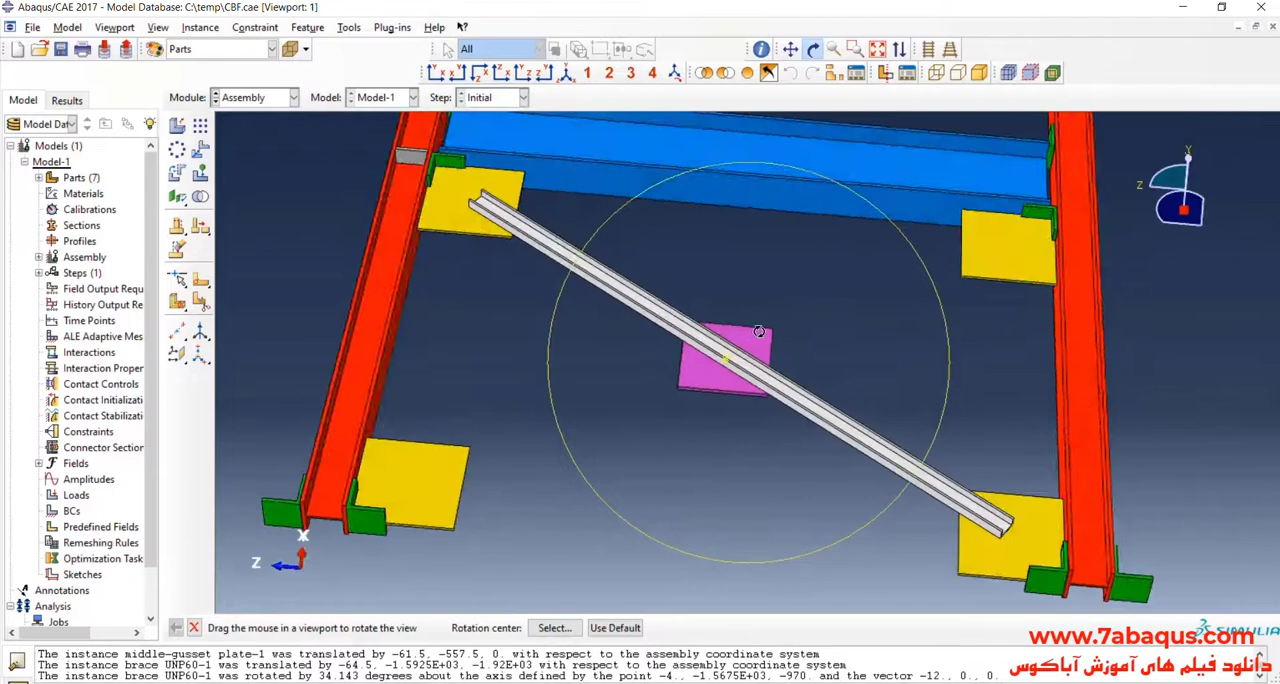 Abaqus/CAE 2017 - Model Database: C:\temp\CBF.cae [Viewport: 1]
File Model Viewport View Instance Constraint Feature Tools Plug-ins Help
Parts All
1 2 3 4
Model Results Module: Assembly Model: Model-1 Step: Initial
Model Dat
Models (1)
Model-1
Parts (7)
Materials
Calibrations
Sections
Profiles
Assembly
Steps (1)
Field Output Requ
History Output Re
Time Points
ALE Adaptive Mes
Interactions
Interaction Proper
Contact Controls
Contact Initializatio
Contact Stabilizatio
Constraints
Connector Section
Fields
Amplitudes
Loads
BCs
Predefined Fields
Remeshing Rules
Optimization Task
Sketches
Annotations
Analysis
Jobs
Y
Z
X
Z
Drag the mouse in a viewport to rotate the view Rotation center: Select... Use Default
SIMULIA
The instance middle-gusset plate-1 was translated by -61.5, -557.5, 0. with respect to the assembly coordinate system
The instance brace UNP60-1 was translated by -64.5, -1.5925E+03, -1.92E+03 with respect to the assembly coordinate system
The instance brace UNP60-1 was rotated by 34.143 degrees about the axis defined by the point -4., -1.5675E+03, -970. and the vector -12., 0., 0.
www.7abaqus.com
دانلود فیلم های آموزش آباکوس